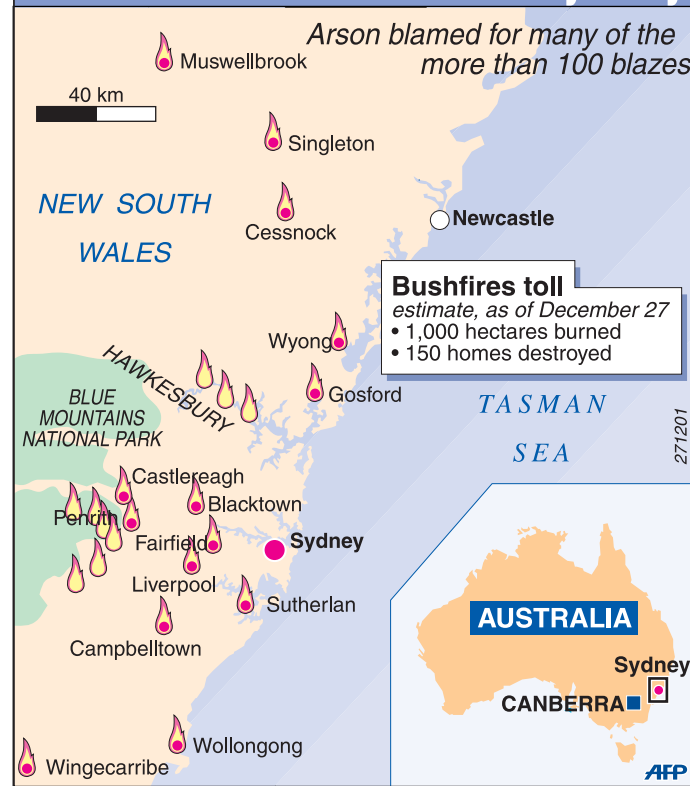 Arson blamed for many of the
more than 100 blazes
Muswellbrook
40 km
Singleton
NEW SOUTH
WALES
Cessnock
Newcastle
Bushfires toll
estimate, as of December 27
• 1,000 hectares burned
• 150 homes destroyed
Wyong
HAWKESBURY
Gosford
BLUE
MOUNTAINS
NATIONAL PARK
TASMAN
SEA
271201
Castlereagh
Blacktown
Penrith
Fairfield
Sydney
Liverpool
Sutherlan
Campbelltown
AUSTRALIA
Sydney
CANBERRA
Wollongong
Wingecarribe
AFP